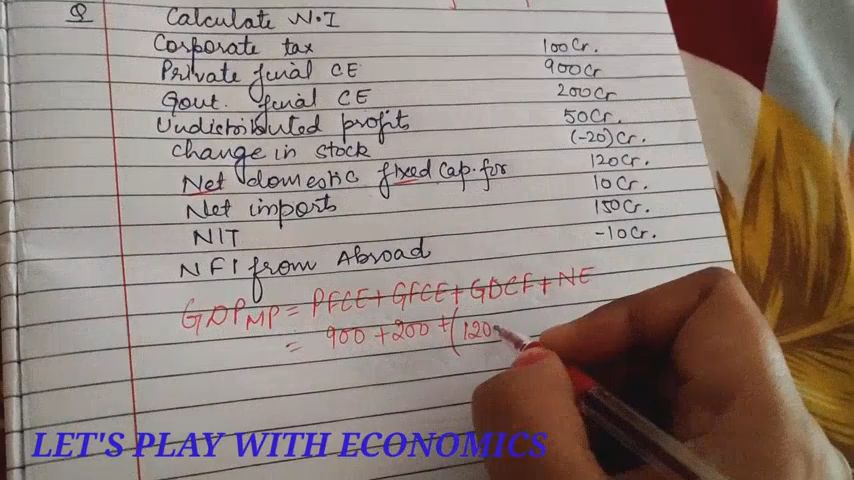 Q Calculate N.I
Corporate tax 100Cr.
Private final CE 900Cr
Gout. final CE 200Cr
Undistributed profits 50Cr.
Change in stock (-20)Cr.
Net domestic fixed Cap. for 120Cr.
Net imports 10Cr.
NIT 150Cr.
NFI from Abroad -10Cr.
GDPMP = PFCE + GFCE + GDCF + NE
= 900 + 200 + (120
LET'S PLAY WITH ECONOMICS